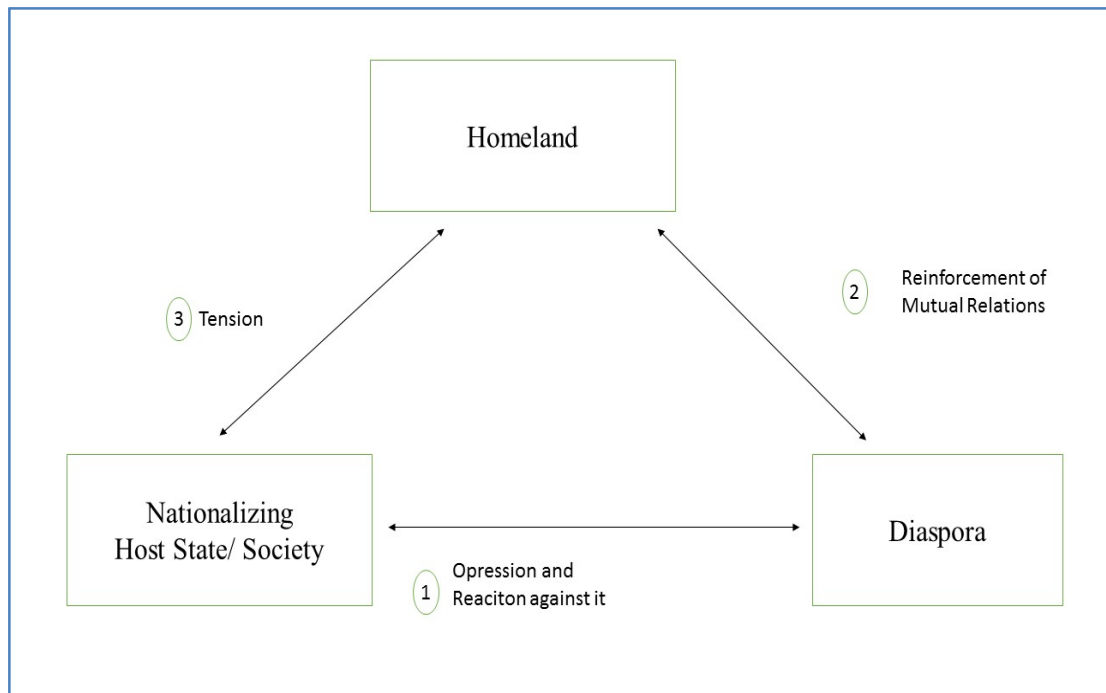 Homeland
2
Reinforcement of
Mutual Relations
3 Tension
Nationalizing
Host State/ Society
Diaspora
1
Opression and
Reaciton against it